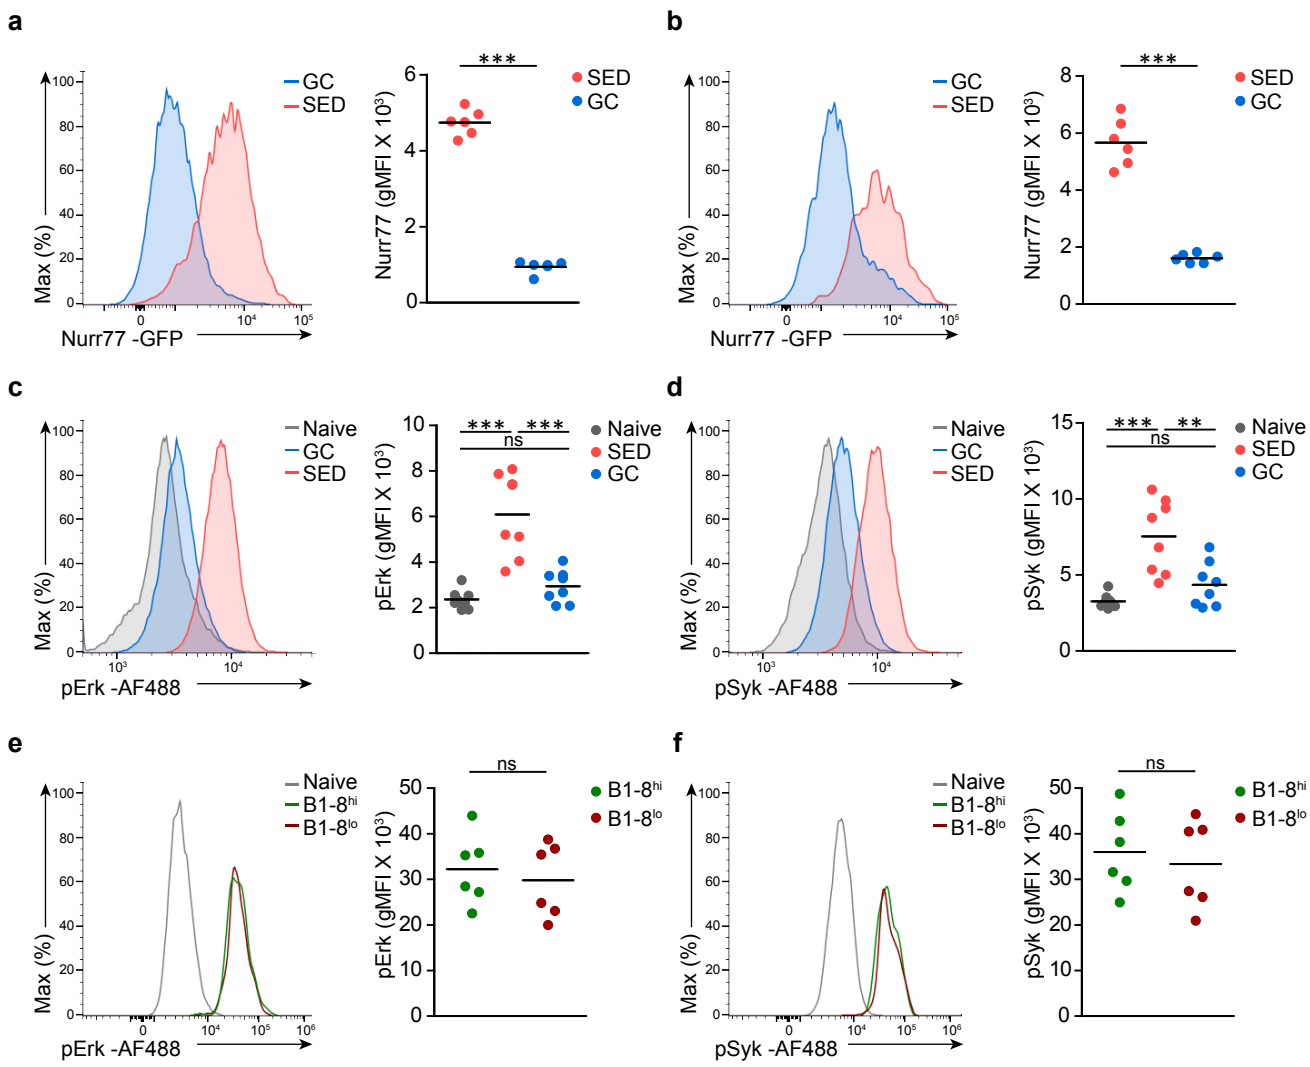 a
100
80
60
40
20
0
Max (%)
0
10⁴
10⁵
Nurr77 -GFP
GC
SED
6
4
2
0
Nurr77 (gMFI X 10³)
***
SED
GC
b
100
80
60
40
20
0
Max (%)
0
10⁴
10⁵
Nurr77 -GFP
GC
SED
8
6
4
2
0
Nurr77 (gMFI X 10³)
***
SED
GC
c
100
80
60
40
20
0
Max (%)
10³
10⁴
pErk -AF488
Naive
GC
SED
10
8
6
4
2
0
pErk (gMFI X 10³)
*** ***
ns
Naive
SED
GC
d
100
80
60
40
20
0
Max (%)
10³
10⁴
pSyk -AF488
Naive
GC
SED
15
10
5
0
pSyk (gMFI X 10³)
*** **
ns
Naive
SED
GC
e
100
80
60
40
20
0
Max (%)
0
10⁴
10⁵
10⁶
pErk -AF488
Naive
B1-8ʰⁱ
B1-8ˡᵒ
50
40
30
20
10
0
pErk (gMFI X 10³)
ns
B1-8ʰⁱ
B1-8ˡᵒ
f
100
80
60
40
20
0
Max (%)
0
10⁴
10⁵
10⁶
pSyk -AF488
Naive
B1-8ʰⁱ
B1-8ˡᵒ
50
40
30
20
10
0
pSyk (gMFI X 10³)
ns
B1-8ʰⁱ
B1-8ˡᵒ